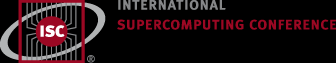 INTERNATIONAL
SUPERCOMPUTING CONFERENCE
ISC
®